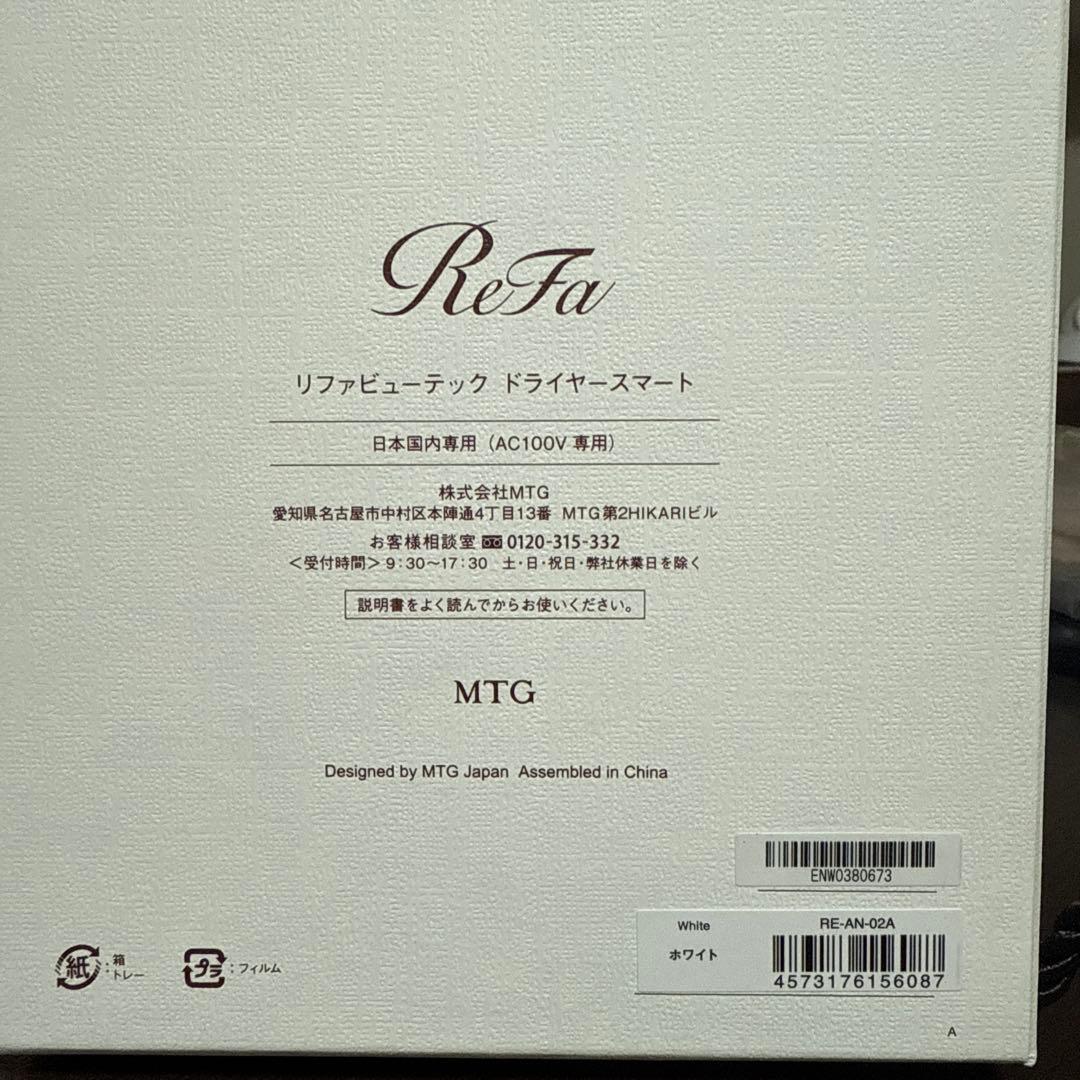 ReFa
リファビューテック ドライヤースマート
日本国内専用（AC100V 専用）
株式会社MTG
愛知県名古屋市中村区本陣通4丁目13番 MTG第2HIKARIビル
お客様相談室 0120-315-332
＜受付時間＞9:30〜17:30 土・日・祝日・弊社休業日を除く
説明書をよく読んでからお使いください。
MTG
Designed by MTG Japan Assembled in China
ENW0380673
White RE-AN-02A
ホワイト
4573176156087
紙：箱
トレー
プラ：フィルム
A